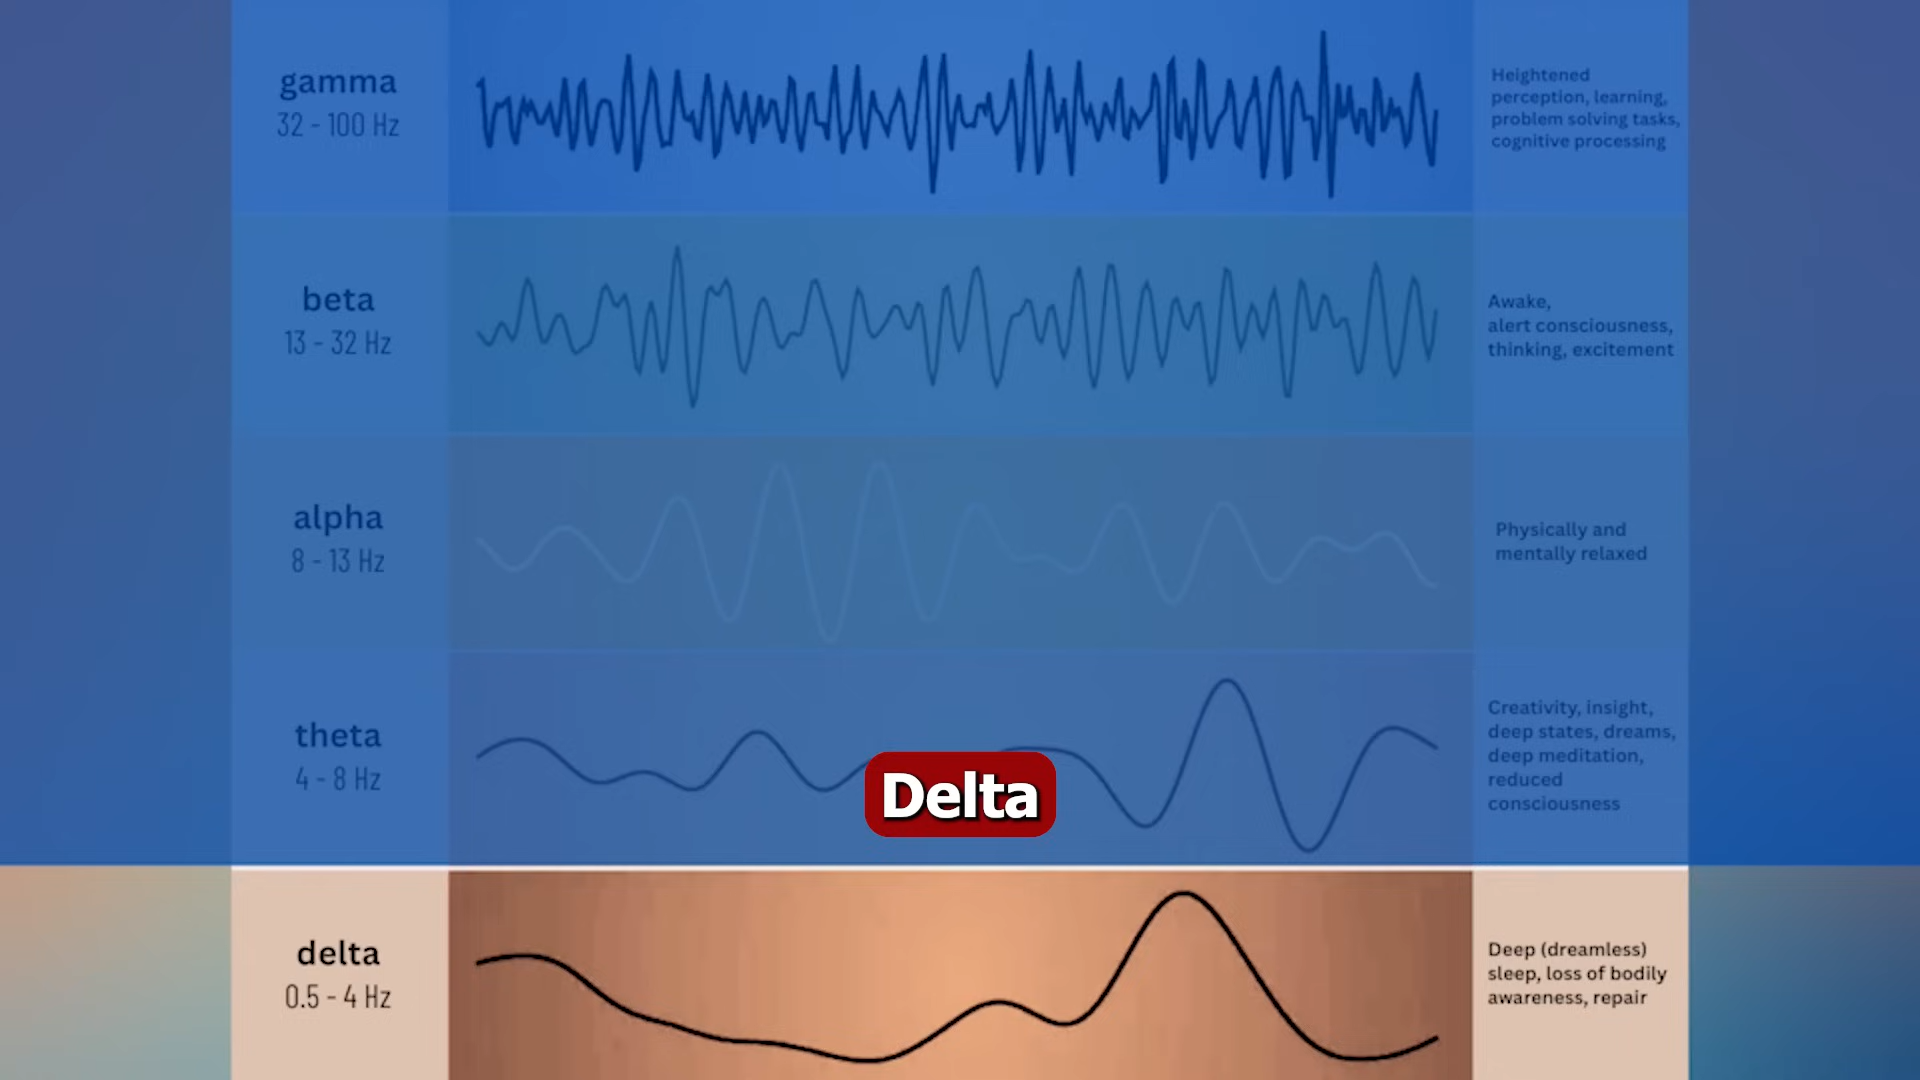 gamma
32 - 100 Hz
Heightened
perception, learning,
problem solving tasks,
cognitive processing
beta
13 - 32 Hz
Awake,
alert consciousness,
thinking, excitement
alpha
8 - 13 Hz
Physically and
mentally relaxed
theta
4 - 8 Hz
Creativity, insight,
deep states, dreams,
deep meditation,
reduced
consciousness
Delta
delta
0.5 - 4 Hz
Deep (dreamless)
sleep, loss of bodily
awareness, repair